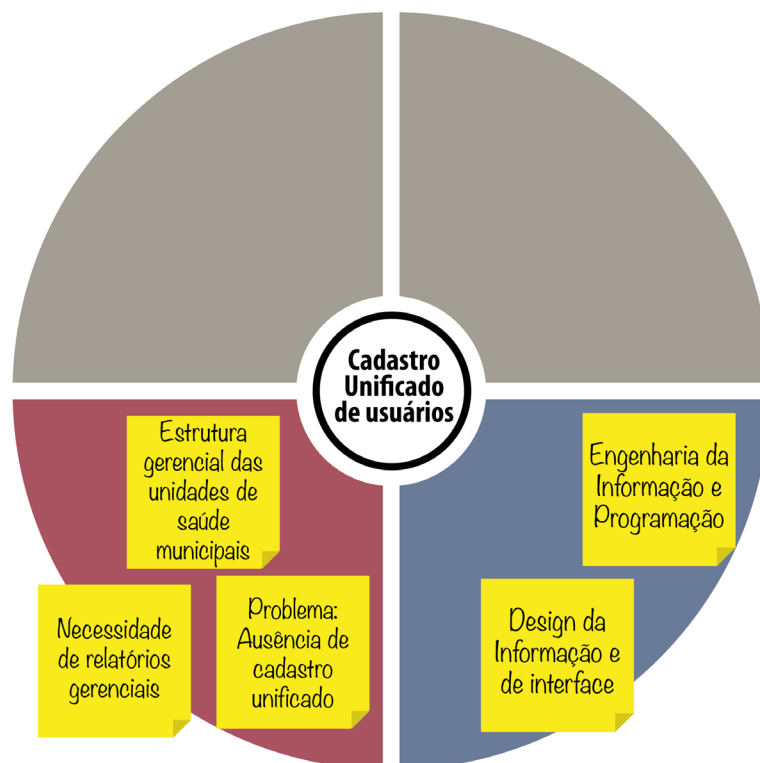 Cadastro
Unificado
de usuários
Estrutura
gerencial das
unidades de
saúde
municipais
Necessidade
de relatórios
gerenciais
Problema:
Ausência de
cadastro
unificado
Engenharia da
Informação e
Programação
Design da
Informação e
de interface